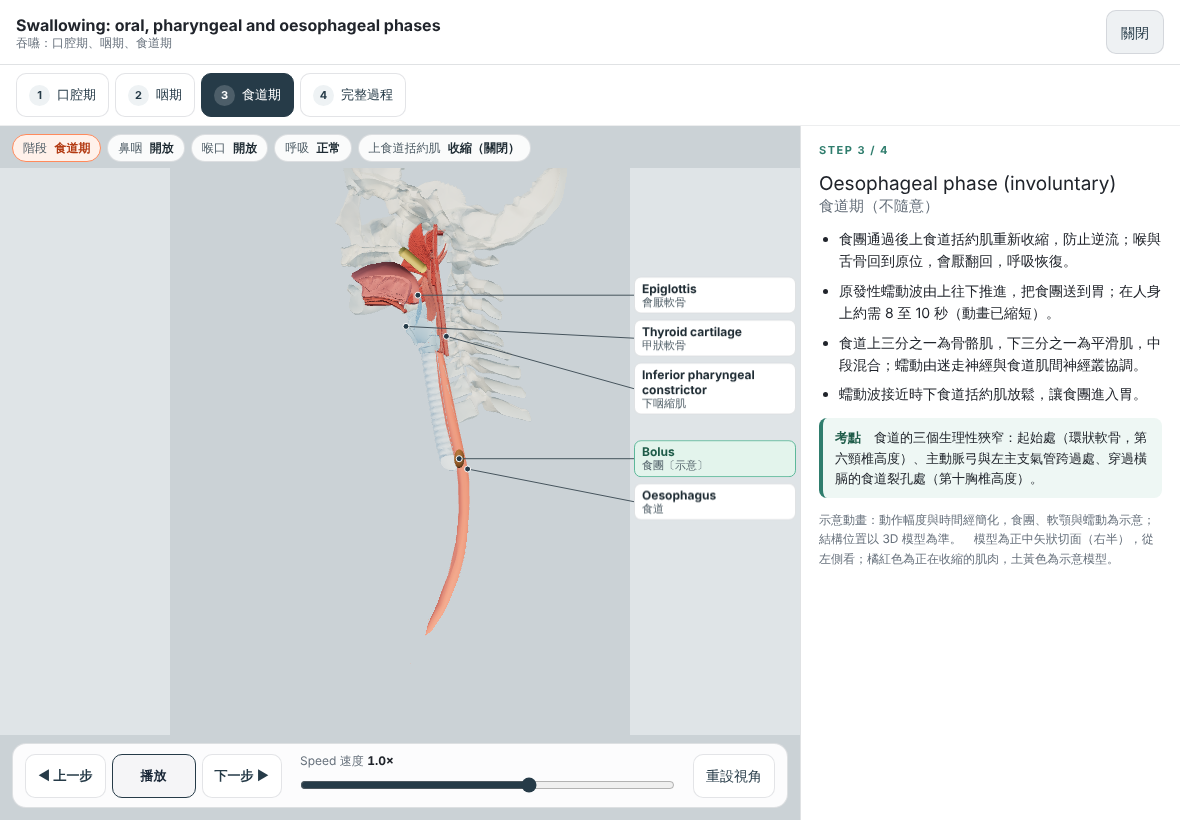 Swallowing: oral, pharyngeal and oesophageal phases
吞嚥：口腔期、咽期、食道期
關閉
1 口腔期
2 咽期
3 食道期
4 完整過程
階段 食道期
鼻咽 開放
喉口 開放
呼吸 正常
上食道括約肌 收縮（關閉）
Epiglottis
會厭軟骨
Thyroid cartilage
甲狀軟骨
Inferior pharyngeal
constrictor
下咽縮肌
Bolus
食團〔示意〕
Oesophagus
食道
◀ 上一步
播放
下一步 ▶
Speed 速度 1.0×
重設視角
STEP 3 / 4
Oesophageal phase (involuntary)
食道期（不隨意）
食團通過後上食道括約肌重新收縮，防止逆流；喉與
舌骨回到原位，會厭翻回，呼吸恢復。
原發性蠕動波由上往下推進，把食團送到胃；在人身
上約需 8 至 10 秒（動畫已縮短）。
食道上三分之一為骨骼肌，下三分之一為平滑肌，中
段混合；蠕動由迷走神經與食道肌間神經叢協調。
蠕動波接近時下食道括約肌放鬆，讓食團進入胃。
考點　食道的三個生理性狹窄：起始處（環狀軟骨，第
六頸椎高度）、主動脈弓與左主支氣管跨過處、穿過橫
膈的食道裂孔處（第十胸椎高度）。
示意動畫：動作幅度與時間經簡化，食團、軟顎與蠕動為示意；
結構位置以 3D 模型為準。　模型為正中矢狀切面（右半），從
左側看；橘紅色為正在收縮的肌肉，土黃色為示意模型。